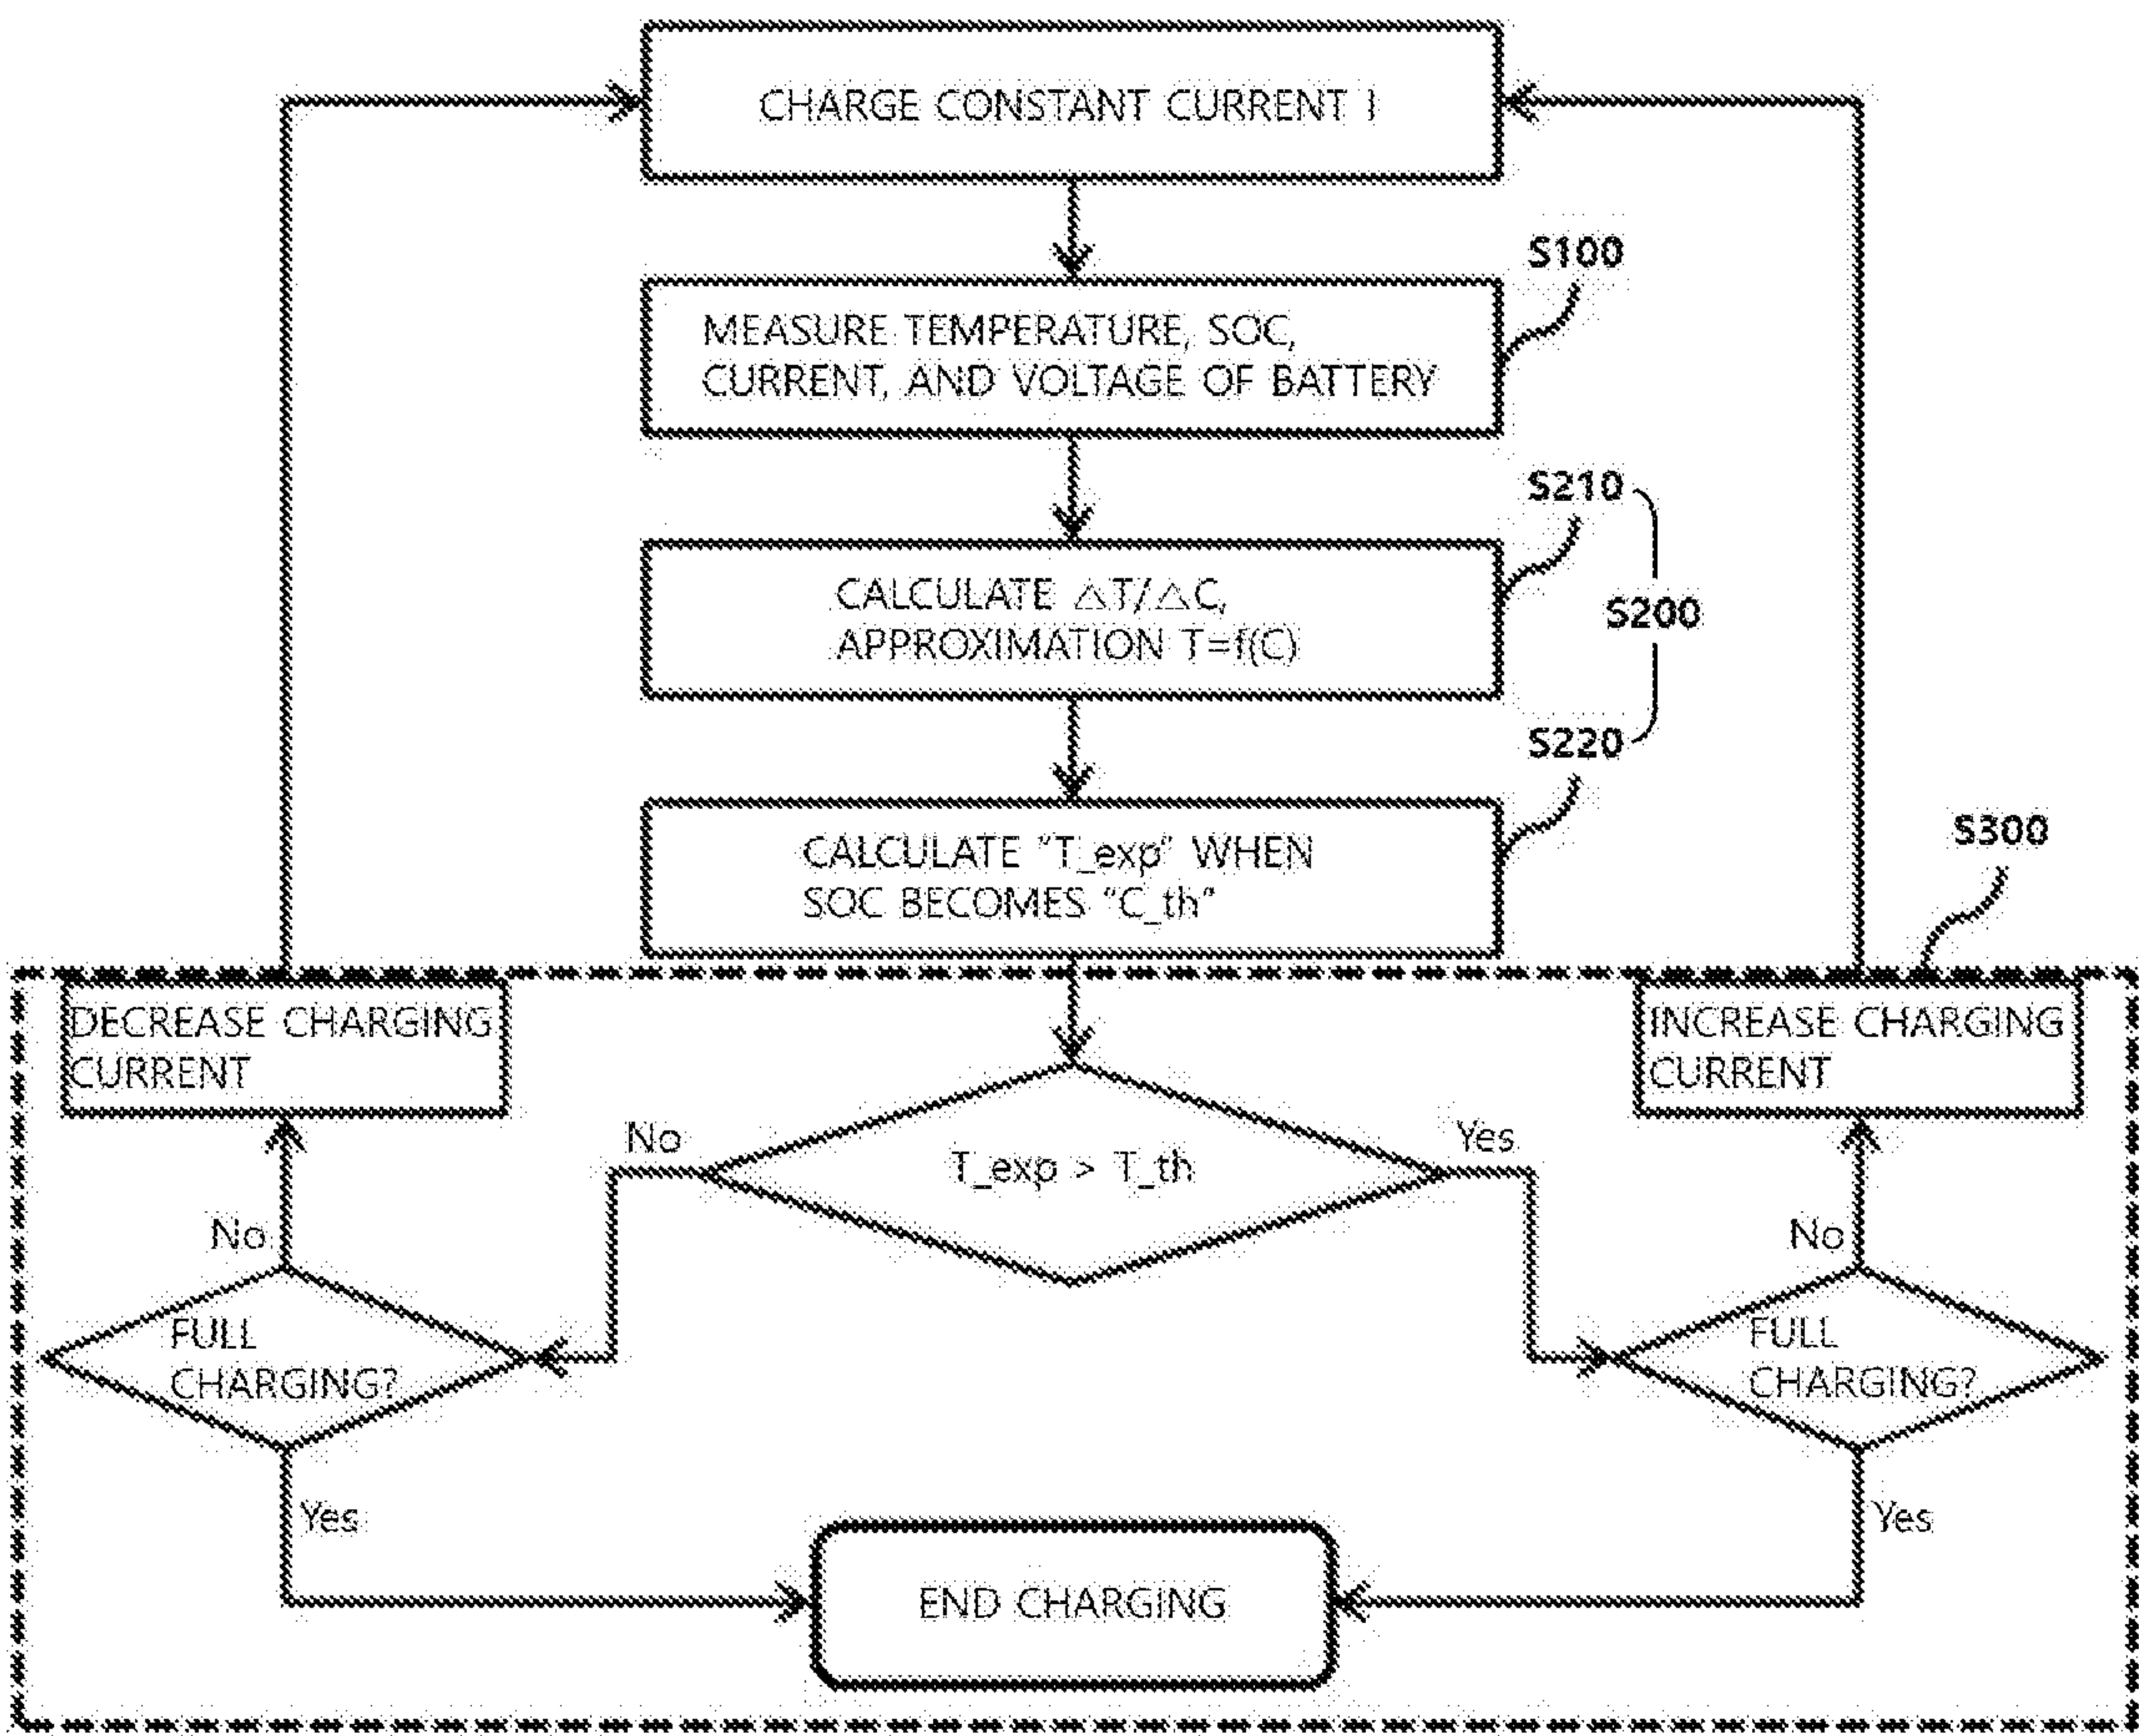 CHARGE CONSTANT CURRENT I
S100
MEASURE TEMPERATURE, SOC,
CURRENT, AND VOLTAGE OF BATTERY
S210
CALCULATE △T/△C,
APPROXIMATION T=f(C)
S200
S220
CALCULATE "T_exp" WHEN
SOC BECOMES "C_th"
S300
DECREASE CHARGING
CURRENT
INCREASE CHARGING
CURRENT
No
T_exp > T_th
Yes
No
No
FULL
CHARGING?
FULL
CHARGING?
Yes
Yes
END CHARGING